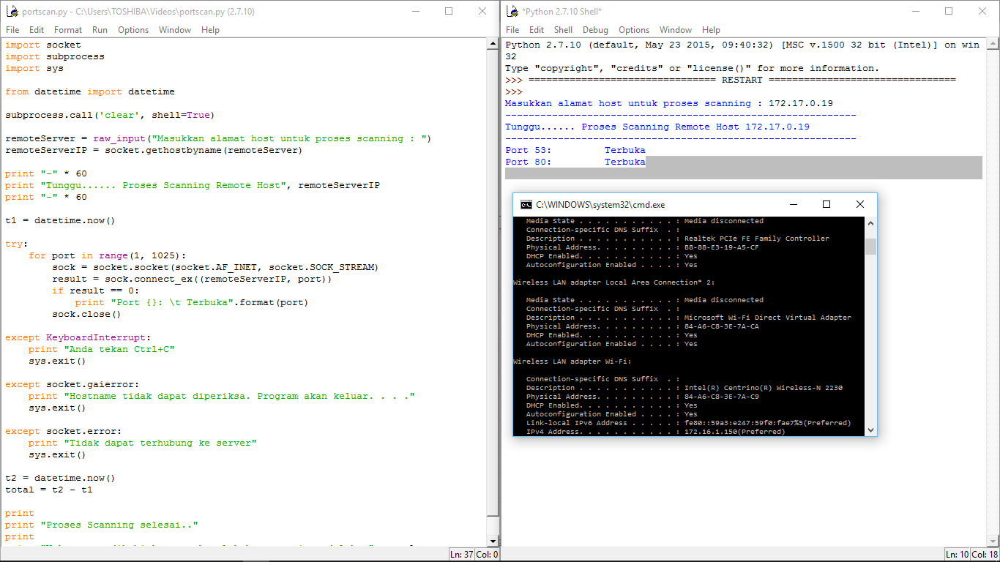 portscan.py - C:\Users\TOSHIBA\Videos\portscan.py (2.7.10)
File Edit Format Run Options Window Help
import socket
import subprocess
import sys
from datetime import datetime
subprocess.call('clear', shell=True)
remoteServer = raw_input("Masukkan alamat host untuk proses scanning : ")
remoteServerIP = socket.gethostbyname(remoteServer)
print "-" * 60
print "Tunggu...... Proses Scanning Remote Host", remoteServerIP
print "-" * 60
t1 = datetime.now()
try:
    for port in range(1, 1025):
        sock = socket.socket(socket.AF_INET, socket.SOCK_STREAM)
        result = sock.connect_ex((remoteServerIP, port))
        if result == 0:
            print "Port {}: \t Terbuka".format(port)
        sock.close()
except KeyboardInterrupt:
    print "Anda tekan Ctrl+C"
    sys.exit()
except socket.gaierror:
    print "Hostname tidak dapat diperiksa. Program akan keluar. . . ."
    sys.exit()
except socket.error:
    print "Tidak dapat terhubung ke server"
    sys.exit()
t2 = datetime.now()
total = t2 - t1
print
print "Proses Scanning selesai.."
print
Ln: 37 Col: 0
*Python 2.7.10 Shell*
File Edit Shell Debug Options Window Help
Python 2.7.10 (default, May 23 2015, 09:40:32) [MSC v.1500 32 bit (Intel)] on win
32
Type "copyright", "credits" or "license()" for more information.
>>> ================================ RESTART ================================
>>>
Masukkan alamat host untuk proses scanning : 172.17.0.19
------------------------------------------------------------
Tunggu...... Proses Scanning Remote Host 172.17.0.19
------------------------------------------------------------
Port 53: Terbuka
Port 80: Terbuka
C:\WINDOWS\system32\cmd.exe
Media State . . . . . . . . . . . : Media disconnected
Connection-specific DNS Suffix . :
Description . . . . . . . . . . . : Realtek PCIe FE Family Controller
Physical Address. . . . . . . . . : B8-88-E3-19-A5-CF
DHCP Enabled. . . . . . . . . . . : Yes
Autoconfiguration Enabled . . . . : Yes
Wireless LAN adapter Local Area Connection* 2:
Media State . . . . . . . . . . . : Media disconnected
Connection-specific DNS Suffix . :
Description . . . . . . . . . . . : Microsoft Wi-Fi Direct Virtual Adapter
Physical Address. . . . . . . . . : 84-A6-C8-3E-7A-CA
DHCP Enabled. . . . . . . . . . . : Yes
Autoconfiguration Enabled . . . . : Yes
Wireless LAN adapter Wi-Fi:
Connection-specific DNS Suffix . :
Description . . . . . . . . . . . : Intel(R) Centrino(R) Wireless-N 2230
Physical Address. . . . . . . . . : 84-A6-C8-3E-7A-C9
DHCP Enabled. . . . . . . . . . . : Yes
Autoconfiguration Enabled . . . . : Yes
Link-local IPv6 Address . . . . . : fe80::59a3:e247:59f0:fae7%5(Preferred)
IPv4 Address. . . . . . . . . . . : 172.16.1.150(Preferred)
Ln: 10 Col: 18